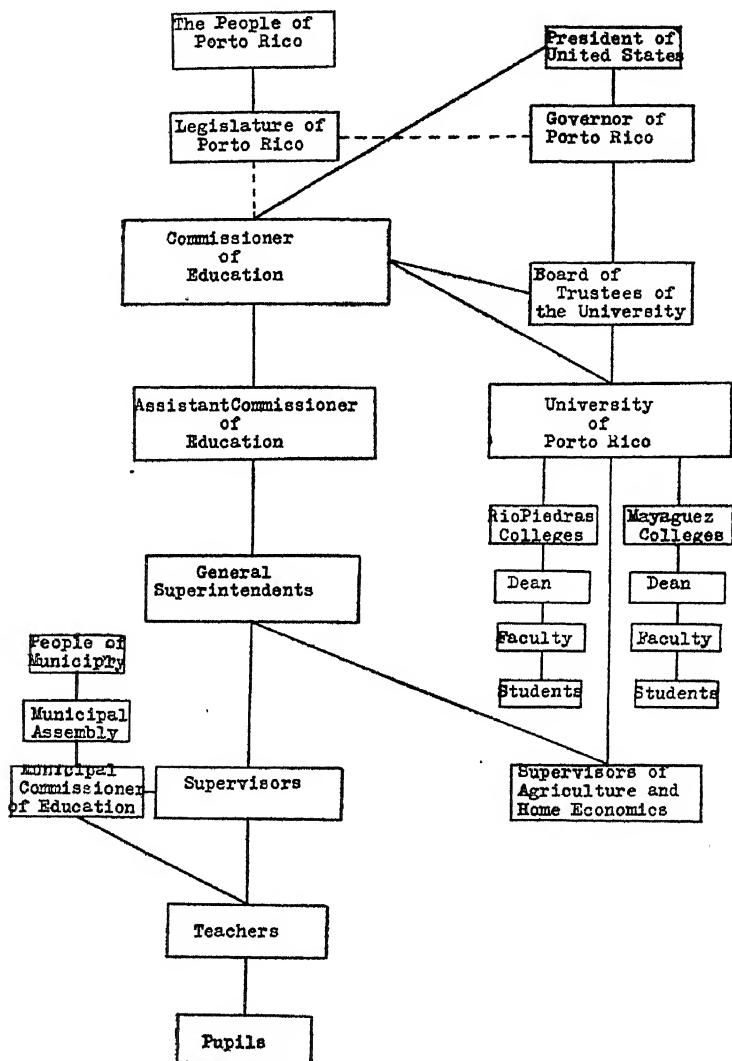 The People of
Porto Rico
President of
United States
Legislature of
Porto Rico
Governor of
Porto Rico
Commissioner
of
Education
Board of
Trustees of
the University
AssistantCommissioner
of
Education
University
of
Porto Rico
RioPiedras
Colleges
Mayaguez
Colleges
General
Superintendents
Dean
Dean
Faculty
Faculty
Students
Students
People of
Municiplty
Municipal
Assembly
Municipal
Commissioner
of Education
Supervisors
Supervisors of
Agriculture and
Home Economics
Teachers
Pupils